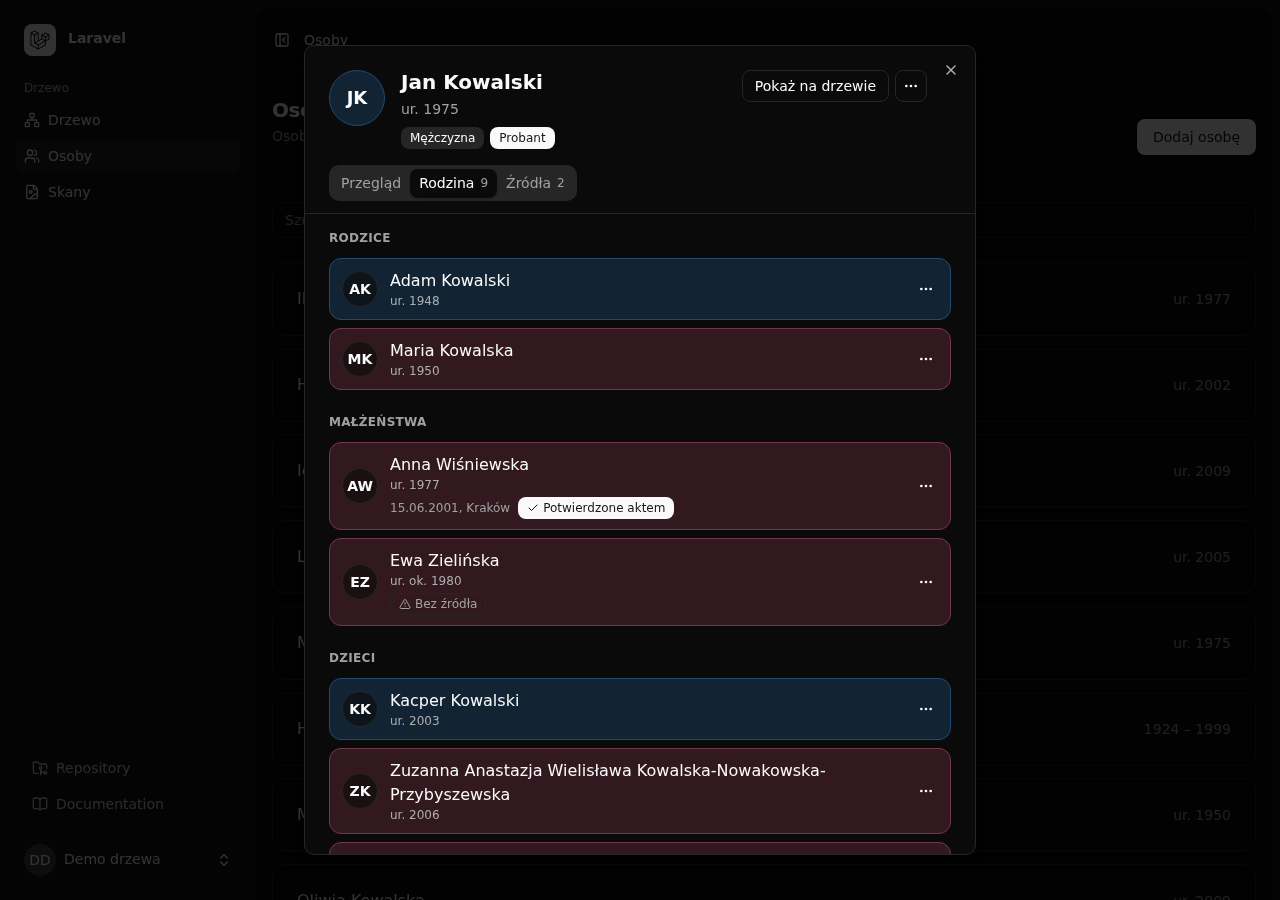 Laravel
Osoby
Drzewo
Drzewo
Osoby
Skany
Repository
Documentation
DD
Demo drzewa
Dodaj osobę
ur. 1977
ur. 2002
ur. 2009
ur. 2005
ur. 1975
1924 – 1999
ur. 1950
Oliwia Kowalska
JK
Jan Kowalski
ur. 1975
Mężczyzna Probant
Pokaż na drzewie
Przegląd Rodzina 9 Źródła 2
RODZICE
AK
Adam Kowalski
ur. 1948
MK
Maria Kowalska
ur. 1950
MAŁŻEŃSTWA
AW
Anna Wiśniewska
ur. 1977
15.06.2001, Kraków Potwierdzone aktem
EZ
Ewa Zielińska
ur. ok. 1980
Bez źródła
DZIECI
KK
Kacper Kowalski
ur. 2003
ZK
Zuzanna Anastazja Wielisława Kowalska-Nowakowska-
Przybyszewska
ur. 2006